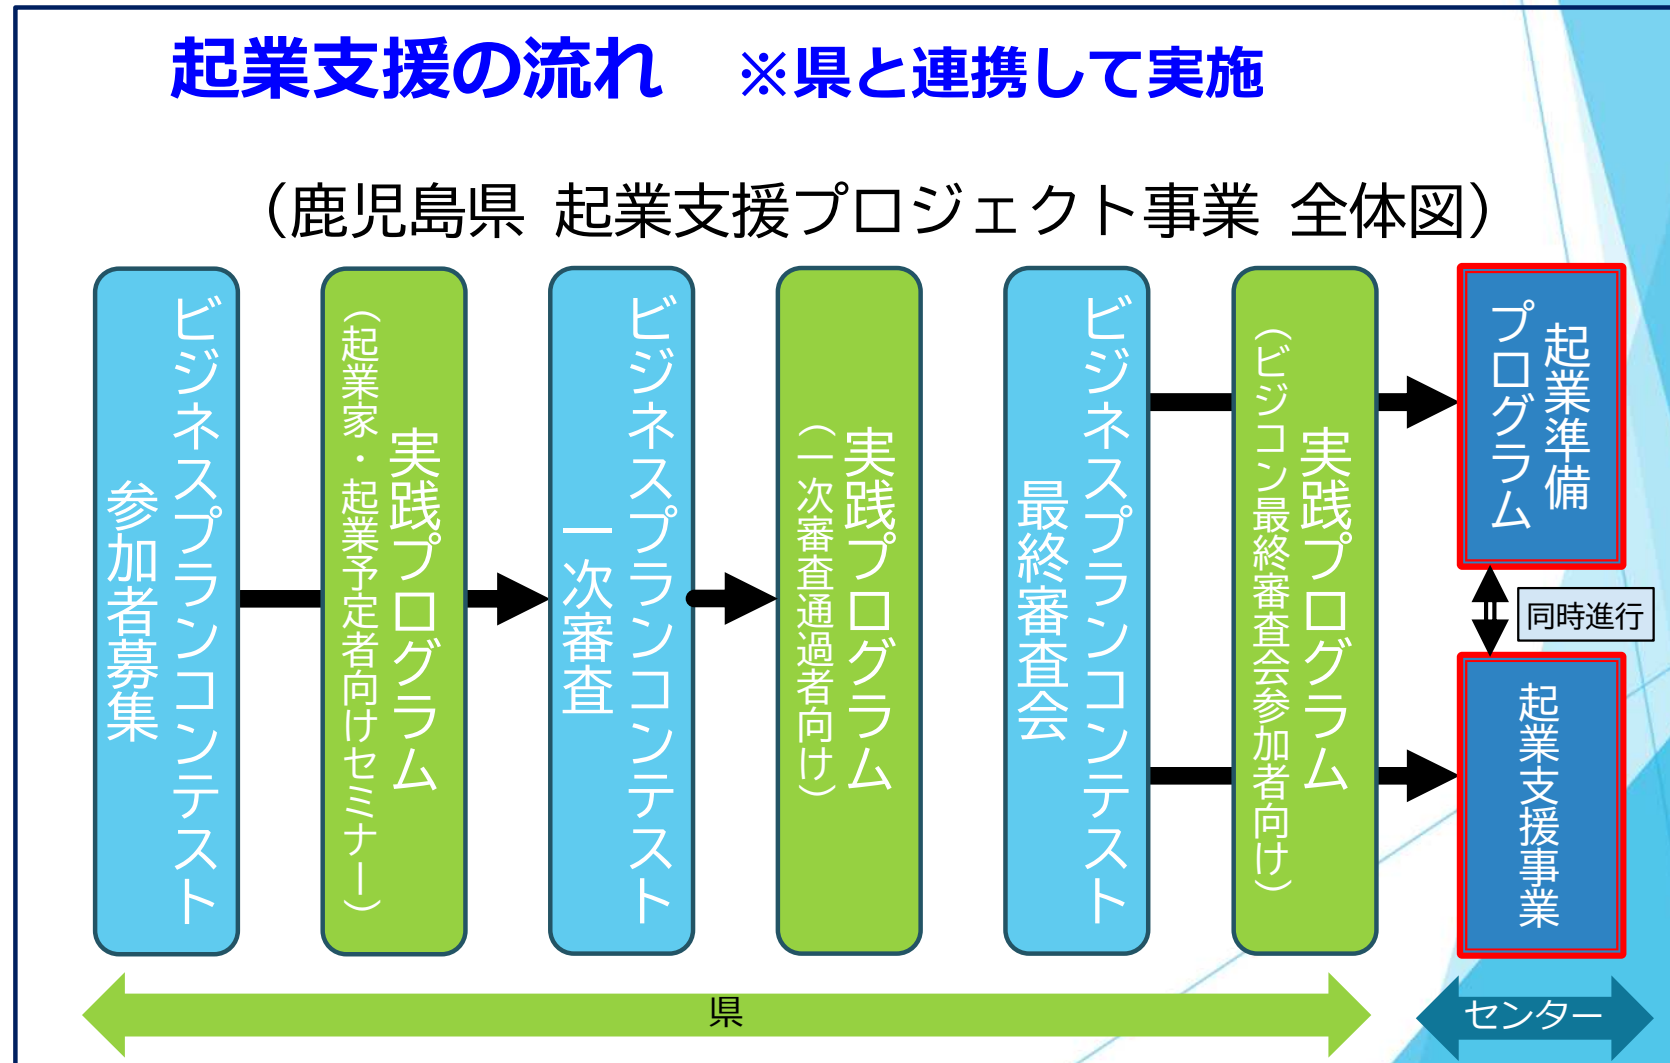 起業支援の流れ　※県と連携して実施
（鹿児島県 起業支援プロジェクト事業 全体図）
ビジネスプランコンテスト
参加者募集
実践プログラム
（起業家・起業予定者向けセミナー）
ビジネスプランコンテスト
一次審査
実践プログラム
（一次審査通過者向け）
ビジネスプランコンテスト
最終審査会
実践プログラム
（ビジコン最終審査会参加者向け）
起業準備
プログラム
同時進行
起業支援事業
県
センター